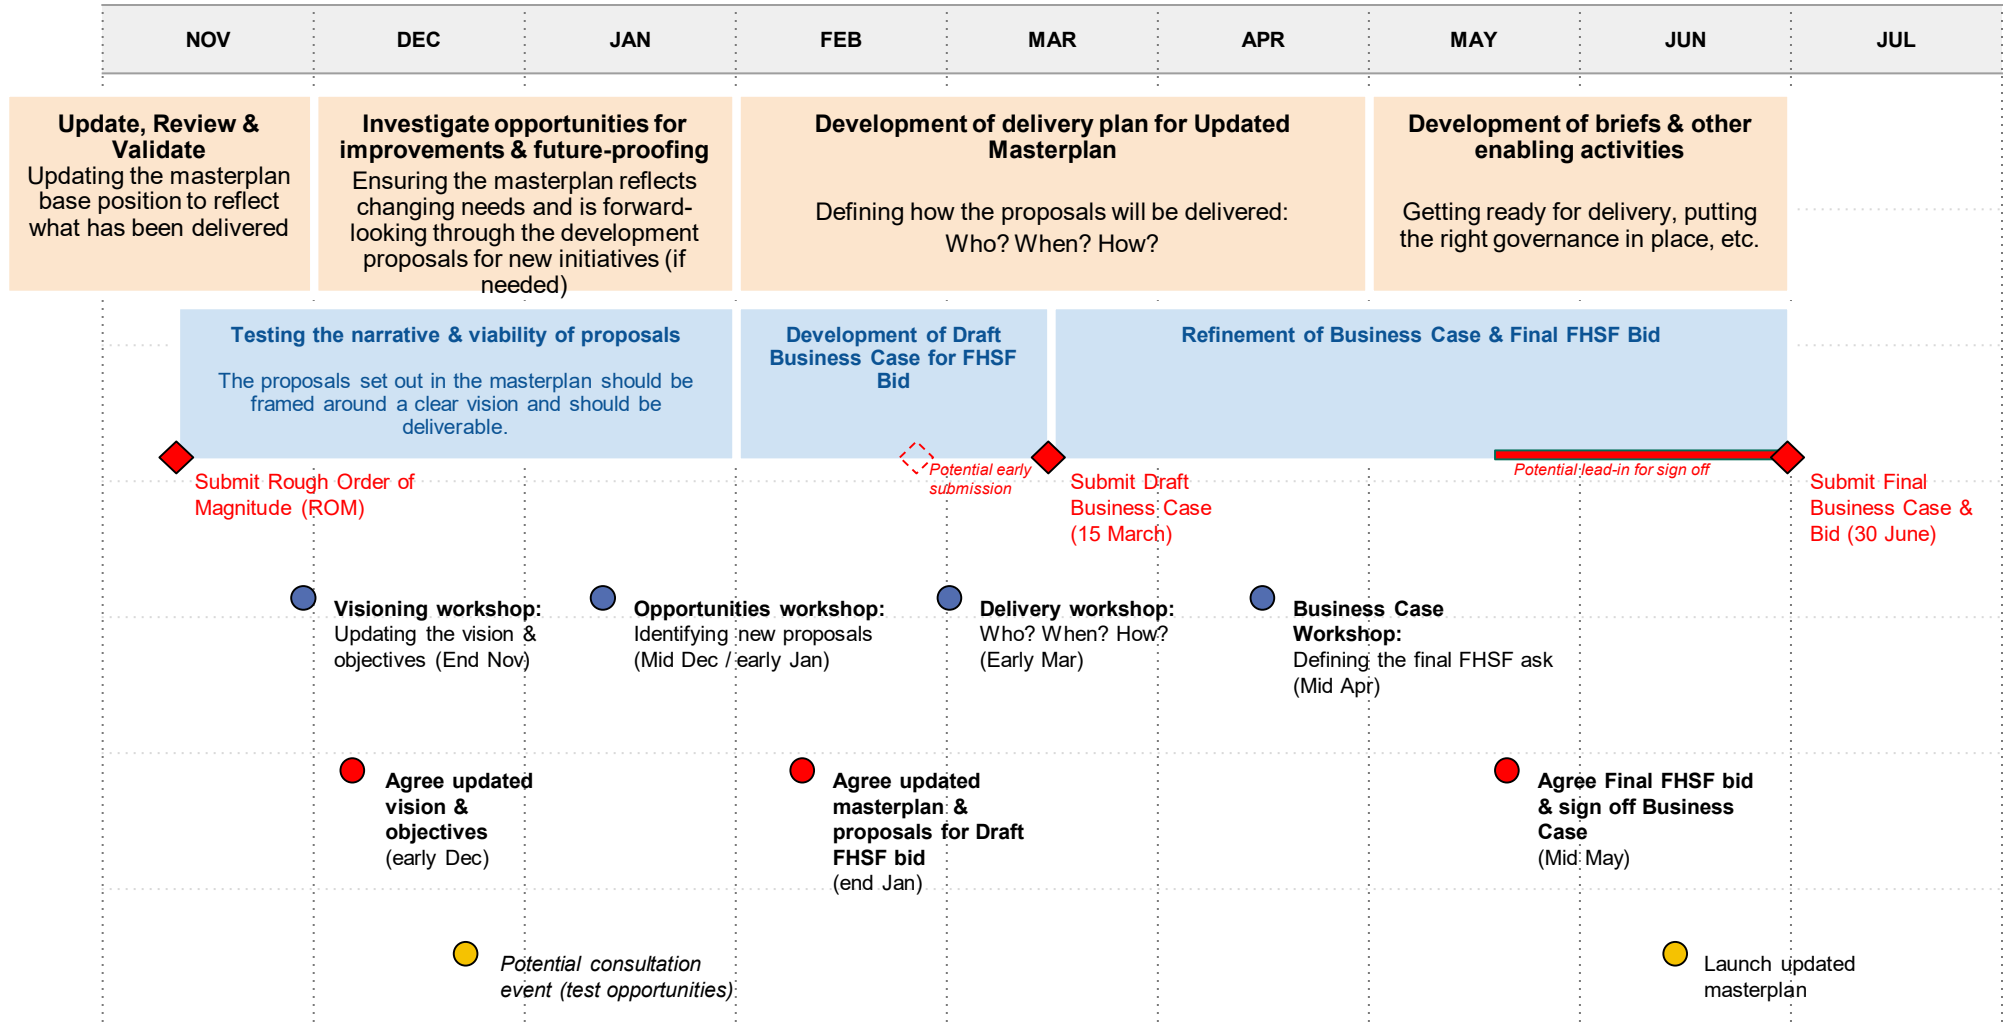 NOV
DEC
JAN
FEB
MAR
APR
MAY
JUN
JUL
Update, Review &
Validate
Updating the masterplan
base position to reflect
what has been delivered
Investigate opportunities for
improvements & future-proofing
Ensuring the masterplan reflects
changing needs and is forward-
looking through the development
proposals for new initiatives (if
needed)
Development of delivery plan for Updated
Masterplan
Defining how the proposals will be delivered:
Who? When? How?
Development of briefs & other
enabling activities
Getting ready for delivery, putting
the right governance in place, etc.
Testing the narrative & viability of proposals
The proposals set out in the masterplan should be
framed around a clear vision and should be
deliverable.
Development of Draft
Business Case for FHSF
Bid
Refinement of Business Case & Final FHSF Bid
Submit Rough Order of
Magnitude (ROM)
Potential early
submission
Submit Draft
Business Case
(15 March)
Potential lead-in for sign off
Submit Final
Business Case &
Bid (30 June)
Visioning workshop:
Updating the vision &
objectives (End Nov)
Opportunities workshop:
Identifying new proposals
(Mid Dec / early Jan)
Delivery workshop:
Who? When? How?
(Early Mar)
Business Case
Workshop:
Defining the final FHSF ask
(Mid Apr)
Agree updated
vision &
objectives
(early Dec)
Agree updated
masterplan &
proposals for Draft
FHSF bid
(end Jan)
Agree Final FHSF bid
& sign off Business
Case
(Mid May)
Potential consultation
event (test opportunities)
Launch updated
masterplan